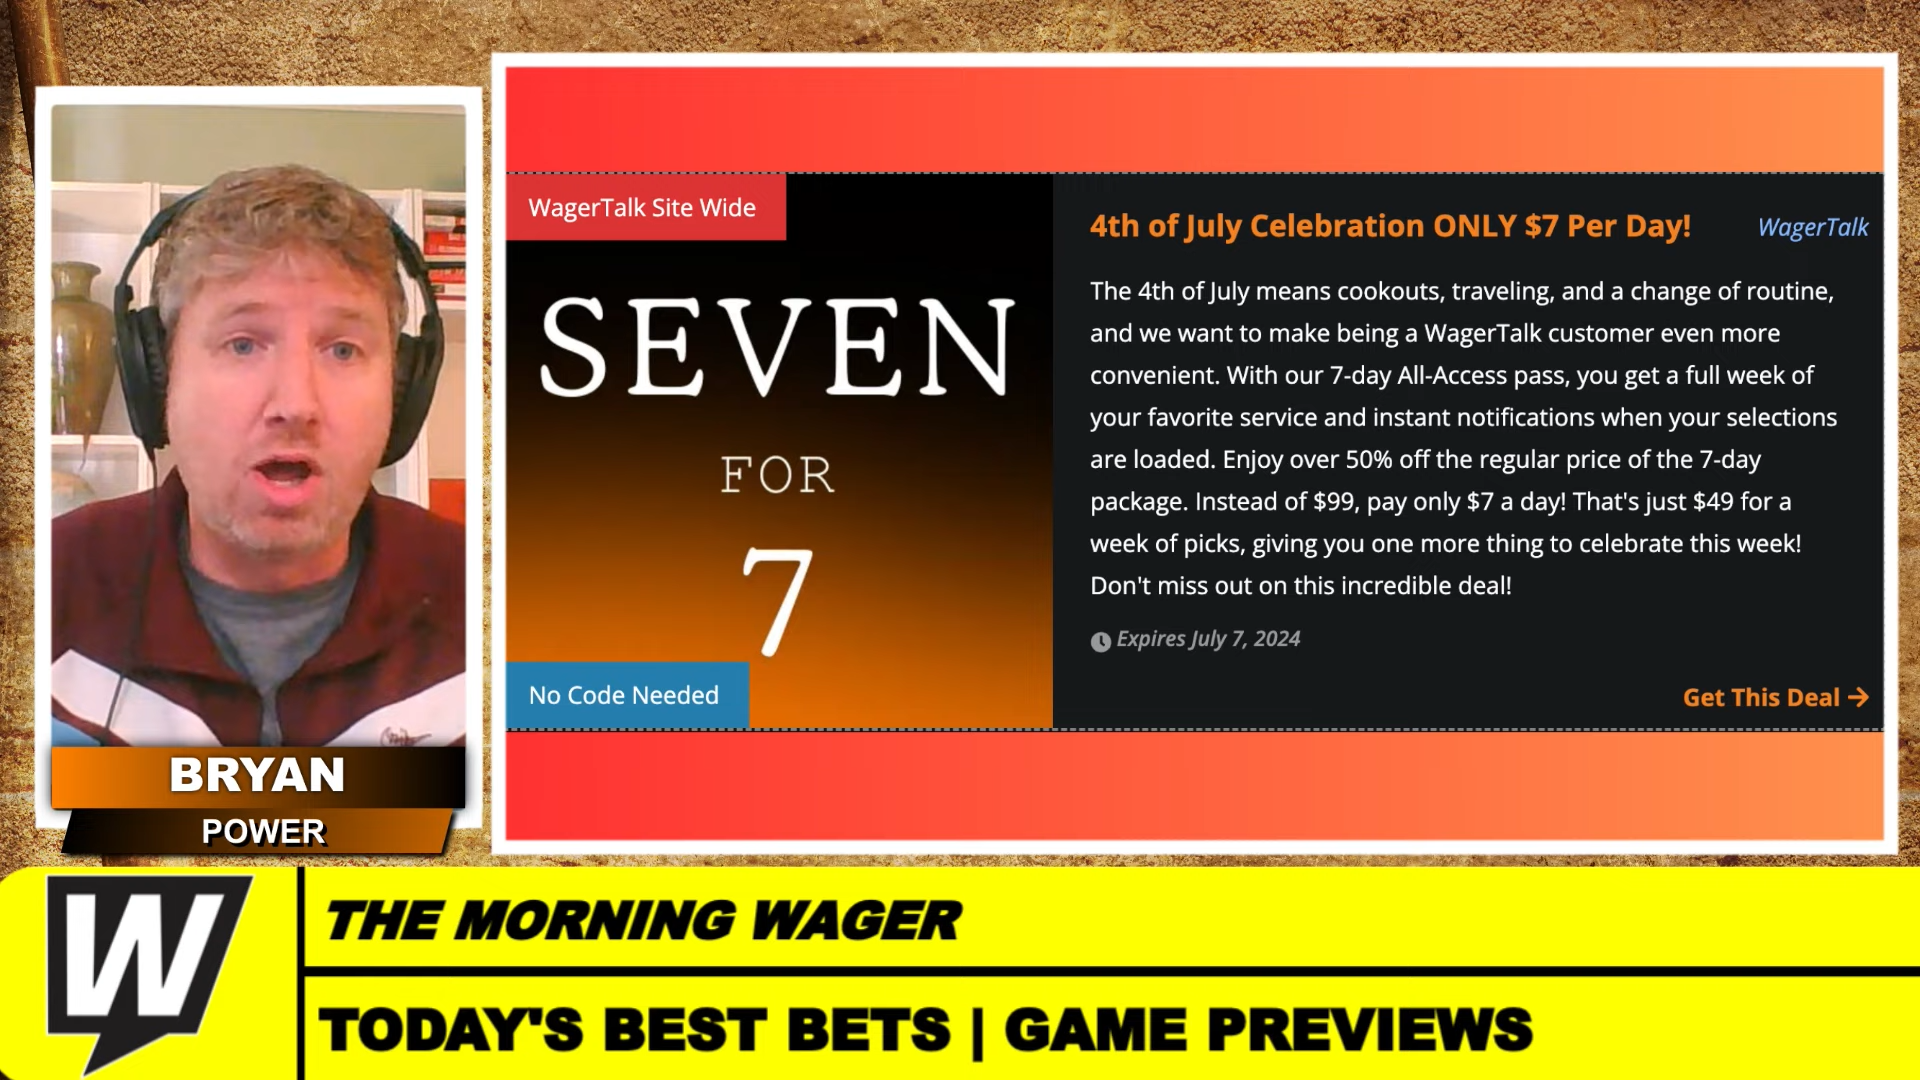 WagerTalk Site Wide
SEVEN
FOR
7
No Code Needed
4th of July Celebration ONLY $7 Per Day!
WagerTalk
The 4th of July means cookouts, traveling, and a change of routine,
and we want to make being a WagerTalk customer even more
convenient. With our 7-day All-Access pass, you get a full week of
your favorite service and instant notifications when your selections
are loaded. Enjoy over 50% off the regular price of the 7-day
package. Instead of $99, pay only $7 a day! That's just $49 for a
week of picks, giving you one more thing to celebrate this week!
Don't miss out on this incredible deal!
Expires July 7, 2024
Get This Deal →
BRYAN
POWER
W
THE MORNING WAGER
TODAY'S BEST BETS | GAME PREVIEWS